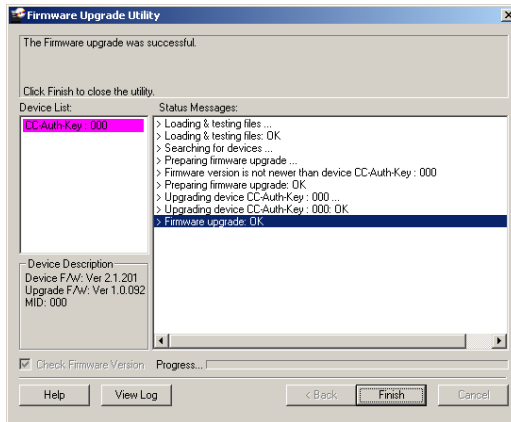 Firmware Upgrade Utility
The Firmware upgrade was successful.
Click Finish to close the utility.
Device List:
Status Messages:
CC-Auth-Key : 000
> Loading & testing files ...
> Loading & testing files: OK
> Searching for devices ...
> Preparing firmware upgrade ...
> Firmware version is not newer than device CC-Auth-Key : 000
> Preparing firmware upgrade: OK
> Upgrading device CC-Auth-Key : 000 ...
> Upgrading device CC-Auth-Key : 000: OK
> Firmware upgrade: OK
Device Description
Device F/W: Ver 2.1.201
Upgrade F/W: Ver 1.0.092
MID: 000
Check Firmware Version
Progress...
Help
View Log
< Back
Finish
Cancel